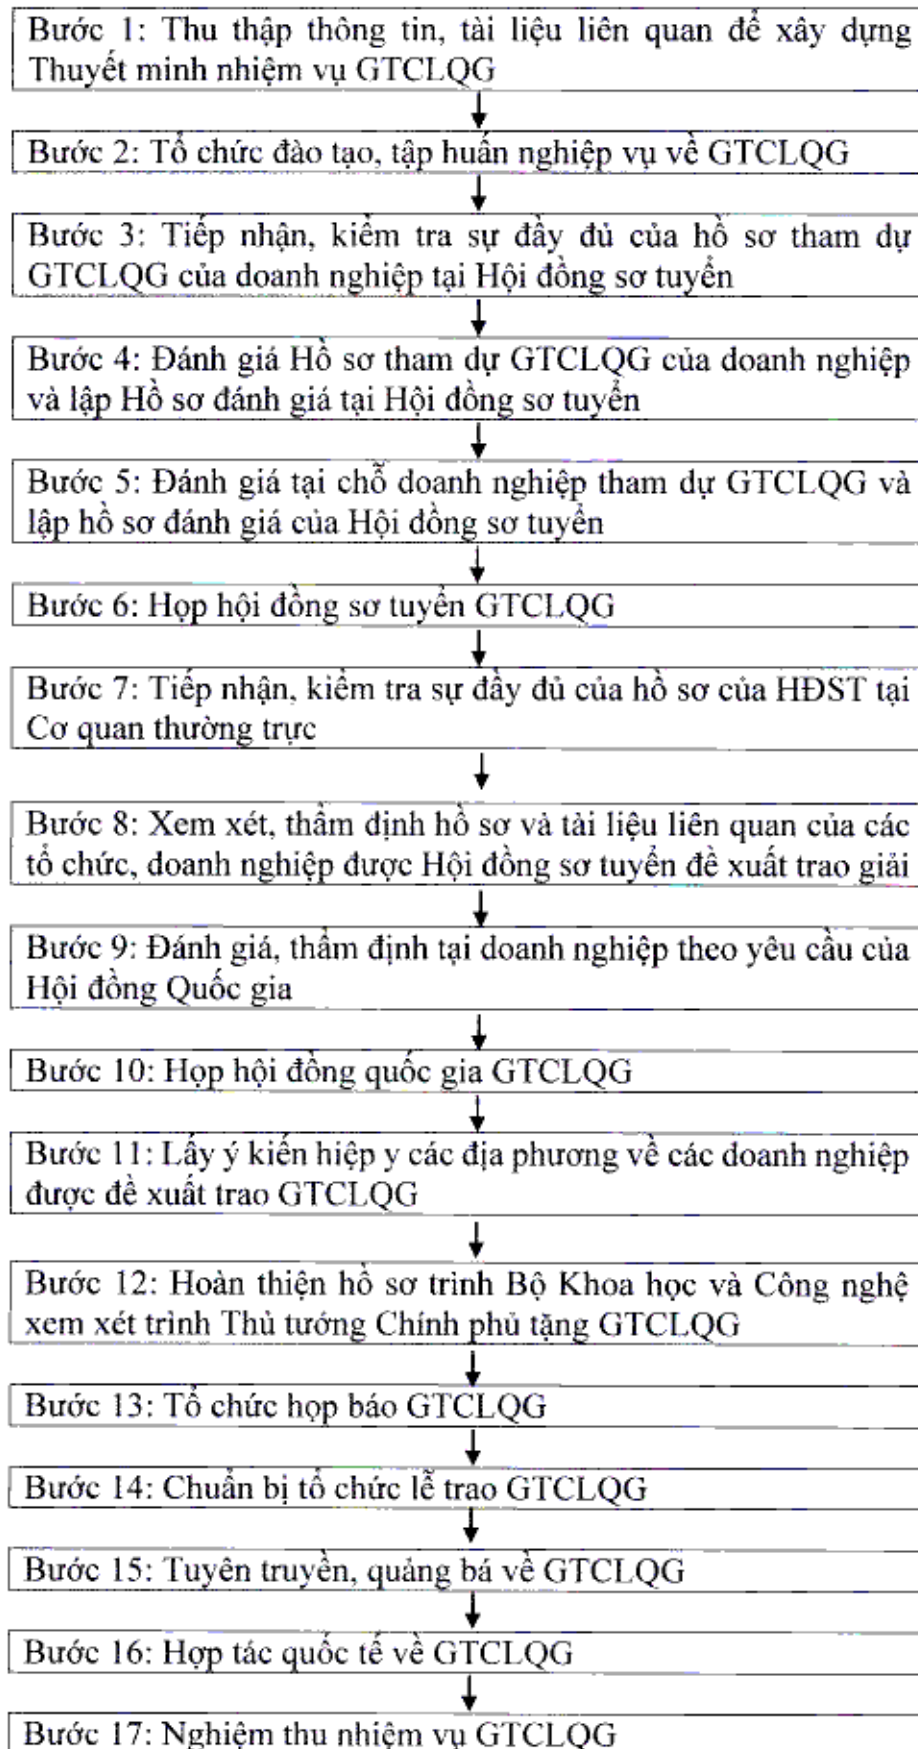 Bước 1: Thu thập thông tin, tài liệu liên quan để xây dựng
Thuyết minh nhiệm vụ GTCLQG
Bước 2: Tổ chức đào tạo, tập huấn nghiệp vụ về GTCLQG
Bước 3: Tiếp nhận, kiểm tra sự đầy đủ của hồ sơ tham dự
GTCLQG của doanh nghiệp tại Hội đồng sơ tuyển
Bước 4: Đánh giá Hồ sơ tham dự GTCLQG của doanh nghiệp
và lập Hồ sơ đánh giá tại Hội đồng sơ tuyển
Bước 5: Đánh giá tại chỗ doanh nghiệp tham dự GTCLQG và
lập hồ sơ đánh giá của Hội đồng sơ tuyển
Bước 6: Họp hội đồng sơ tuyển GTCLQG
Bước 7: Tiếp nhận, kiểm tra sự đầy đủ của hồ sơ của HĐST tại
Cơ quan thường trực
Bước 8: Xem xét, thẩm định hồ sơ và tài liệu liên quan của các
tổ chức, doanh nghiệp được Hội đồng sơ tuyển đề xuất trao giải
Bước 9: Đánh giá, thẩm định tại doanh nghiệp theo yêu cầu của
Hội đồng Quốc gia
Bước 10: Họp hội đồng quốc gia GTCLQG
Bước 11: Lấy ý kiến hiệp y các địa phương về các doanh nghiệp
được đề xuất trao GTCLQG
Bước 12: Hoàn thiện hồ sơ trình Bộ Khoa học và Công nghệ
xem xét trình Thủ tướng Chính phủ tặng GTCLQG
Bước 13: Tổ chức họp báo GTCLQG
Bước 14: Chuẩn bị tổ chức lễ trao GTCLQG
Bước 15: Tuyên truyền, quảng bá về GTCLQG
Bước 16: Hợp tác quốc tế về GTCLQG
Bước 17: Nghiệm thu nhiệm vụ GTCLQG